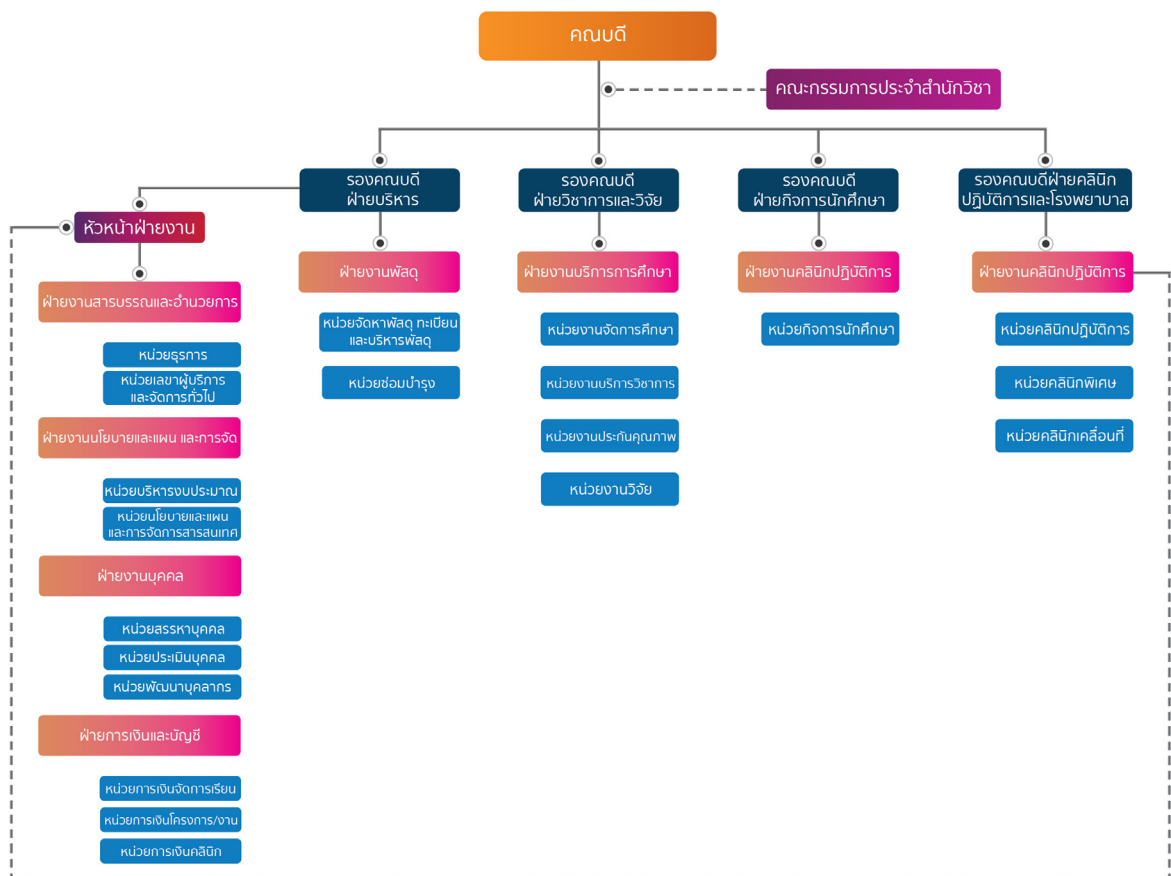 คณบดี
คณะกรรมการประจำสำนักวิชา
รองคณบดี
ฝ่ายบริหาร
รองคณบดี
ฝ่ายวิชาการและวิจัย
รองคณบดี
ฝ่ายกิจการนักศึกษา
รองคณบดีฝ่ายคลินิก
ปฏิบัติการและโรงพยาบาล
หัวหน้าฝ่ายงาน
ฝ่ายงานสารบรรณและอำนวยการ
หน่วยธุรการ
หน่วยเลขาผู้บริการ
และจัดการทั่วไป
ฝ่ายงานนโยบายและแผน และการจัด
หน่วยบริหารงบประมาณ
หน่วยนโยบายและแผน
และการจัดการสารสนเทศ
ฝ่ายงานบุคคล
หน่วยสรรหาบุคคล
หน่วยประเมินบุคคล
หน่วยพัฒนาบุคลากร
ฝ่ายการเงินและบัญชี
หน่วยการเงินจัดการเรียน
หน่วยการเงินโครงการ/งาน
หน่วยการเงินคลินิก
ฝ่ายงานพัสดุ
หน่วยจัดหาพัสดุ ทะเบียน
และบริหารพัสดุ
หน่วยซ่อมบำรุง
ฝ่ายงานบริการการศึกษา
หน่วยงานจัดการศึกษา
หน่วยงานบริการวิชาการ
หน่วยงานประกันคุณภาพ
หน่วยงานวิจัย
ฝ่ายงานคลินิกปฏิบัติการ
หน่วยกิจการนักศึกษา
ฝ่ายงานคลินิกปฏิบัติการ
หน่วยคลินิกปฏิบัติการ
หน่วยคลินิกพิเศษ
หน่วยคลินิกเคลื่อนที่